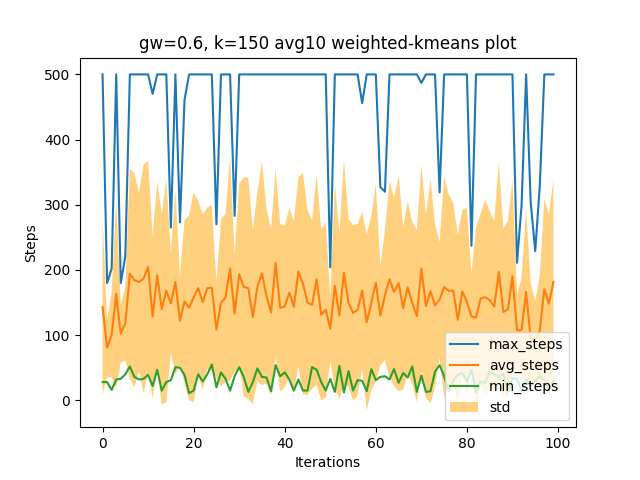 gw=0.6, k=150 avg10 weighted-kmeans plot
500
400
300
200
100
0
Steps
max_steps
avg_steps
min_steps
std
0 20 40 60 80 100
Iterations